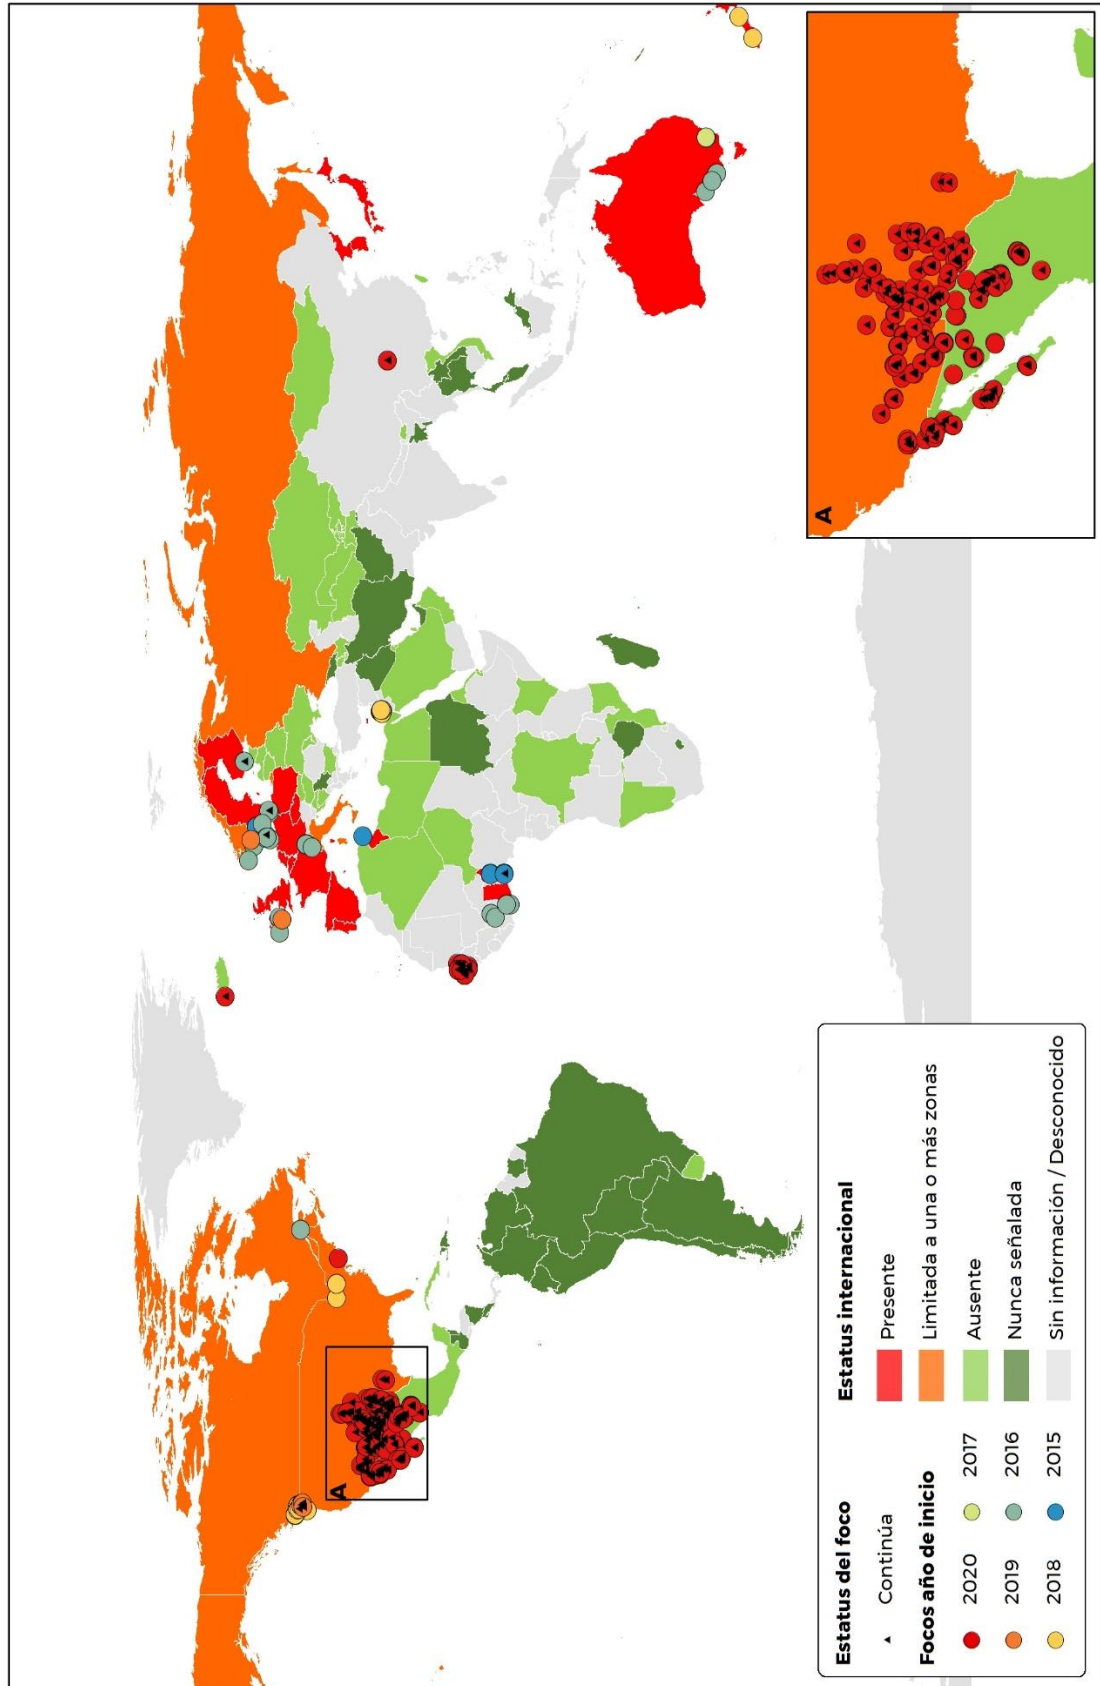 A
A
Estatus del foco
Continúa
Focos año de inicio
2020
2017
2019
2016
2018
2015
Estatus internacional
Presente
Limitada a una o más zonas
Ausente
Nunca señalada
Sin información / Desconocido